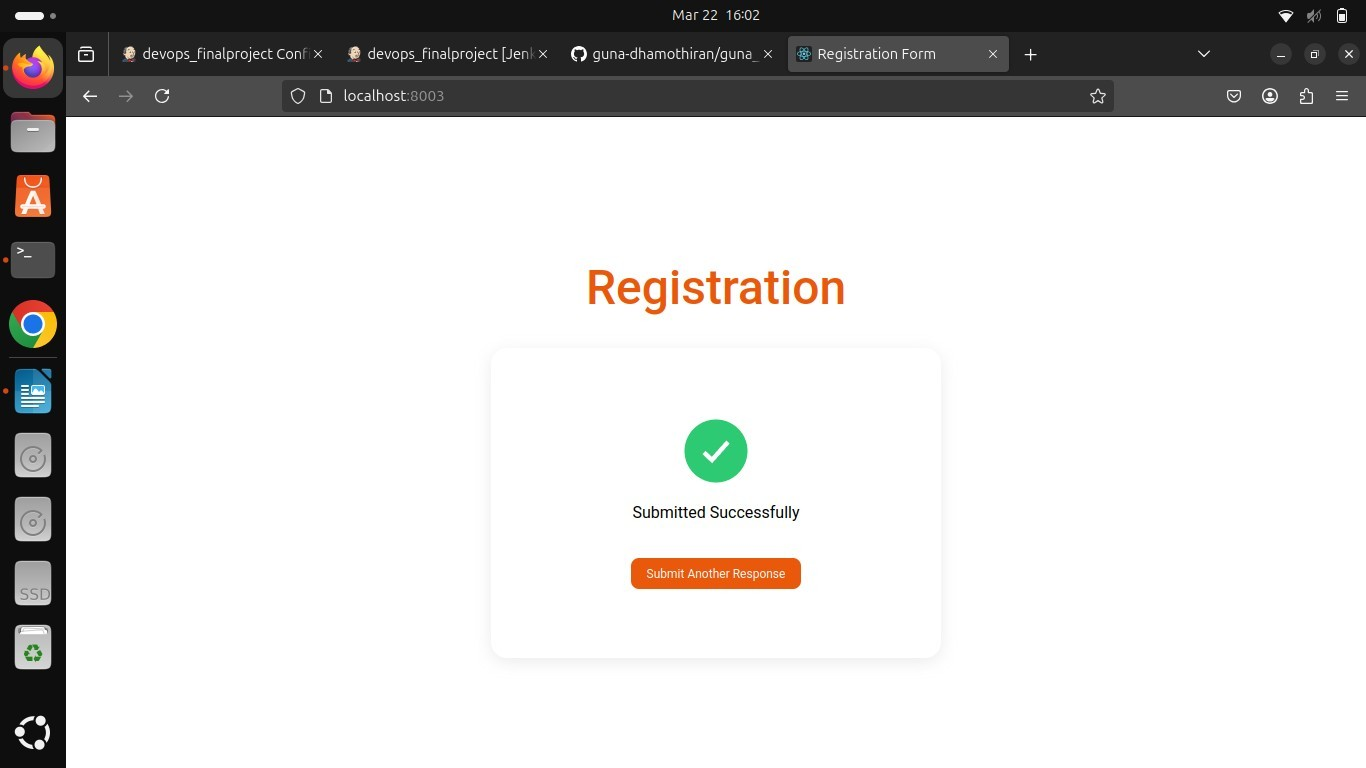 Mar 22 16:02
devops_finalproject Confi
devops_finalproject [Jenk
guna-dhamothiran/guna_
Registration Form
localhost:8003
>_
SSD
Registration
Submitted Successfully
Submit Another Response